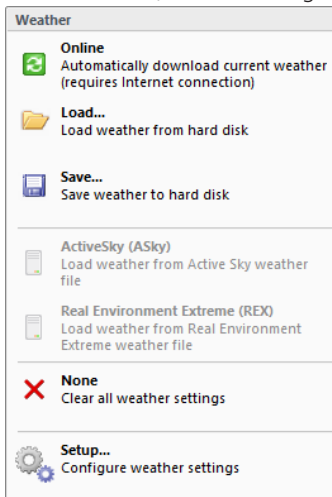 Weather
Online
Automatically download current weather
(requires Internet connection)
Load...
Load weather from hard disk
Save...
Save weather to hard disk
ActiveSky (ASky)
Load weather from Active Sky weather
file
Real Environment Extreme (REX)
Load weather from Real Environment
Extreme weather file
None
Clear all weather settings
Setup...
Configure weather settings